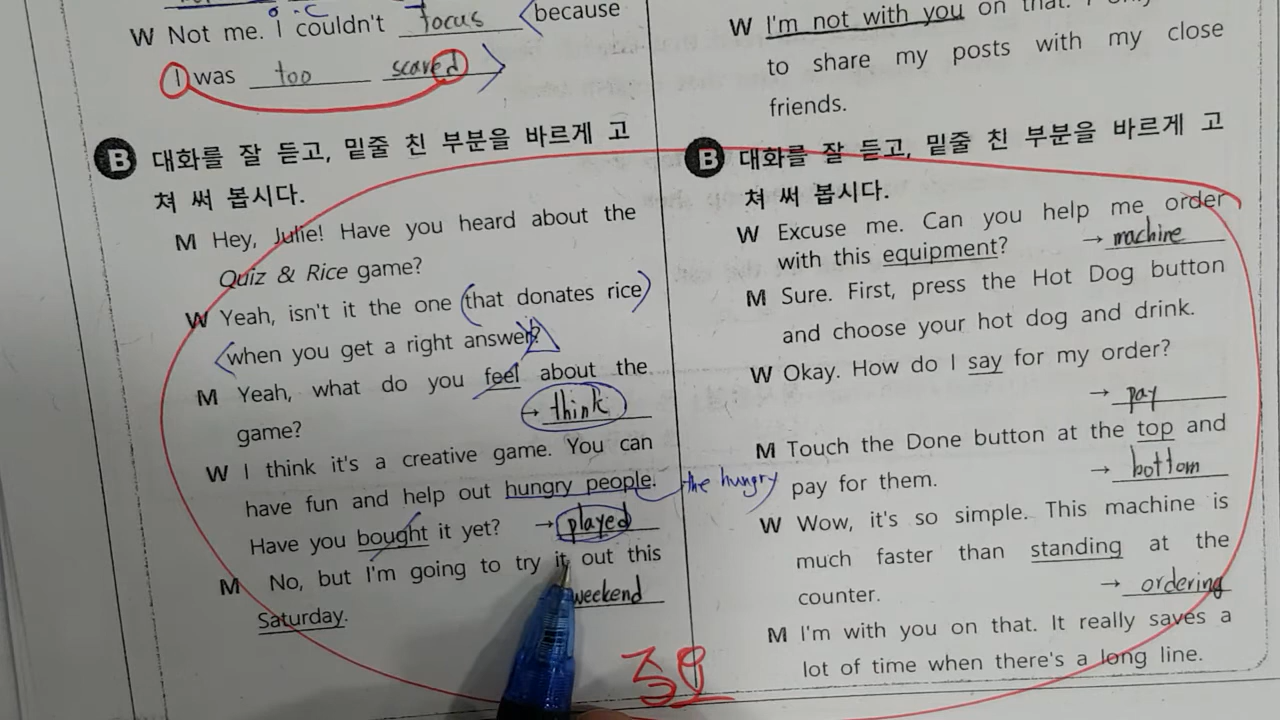 W Not me. I couldn't focus because
I was too scared
B 대화를 잘 듣고, 밑줄 친 부분을 바르게 고
쳐 써 봅시다.
M Hey, Julie! Have you heard about the
Quiz & Rice game?
W Yeah, isn't it the one (that donates rice)
when you get a right answer?
M Yeah, what do you feel about the
→ think
game?
W I think it's a creative game. You can
have fun and help out hungry people. the hungry
Have you bought it yet? → played
M No, but I'm going to try it out this
weekend
Saturday.
W I'm not with you on that. I
to share my posts with my close
friends.
B 대화를 잘 듣고, 밑줄 친 부분을 바르게 고
쳐 써 봅시다.
W Excuse me. Can you help me order
→ machine
with this equipment?
M Sure. First, press the Hot Dog button
and choose your hot dog and drink.
W Okay. How do I say for my order?
→ pay
M Touch the Done button at the top and
→ bottom
pay for them.
W Wow, it's so simple. This machine is
much faster than standing at the
counter. → ordering
M I'm with you on that. It really saves a
lot of time when there's a long line.